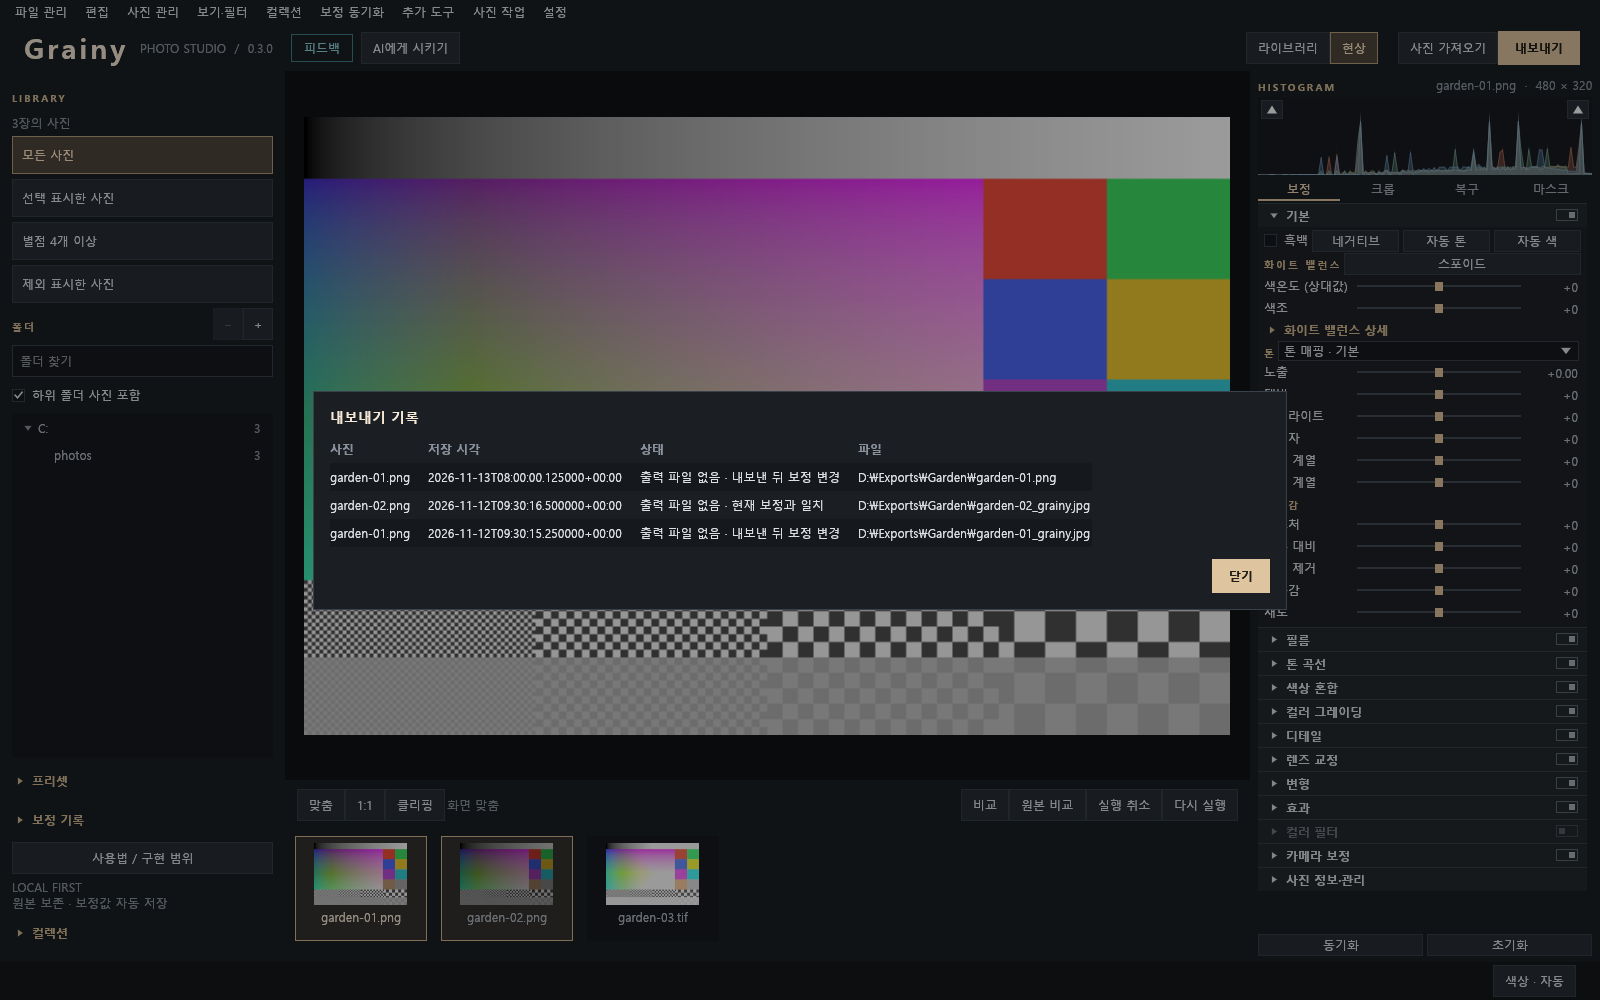 파일 관리 편집 사진 관리 보기·필터 컬렉션 보정 동기화 추가 도구 사진 작업 설정
Grainy PHOTO STUDIO / 0.3.0 피드백 AI에게 시키기 라이브러리 현상 사진 가져오기 내보내기
LIBRARY
3장의 사진
모든 사진
선택 표시한 사진
별점 4개 이상
제외 표시한 사진
폴더 − +
폴더 찾기
하위 폴더 사진 포함
C: 3
photos 3
프리셋
보정 기록
사용법 / 구현 범위
LOCAL FIRST
원본 보존 · 보정값 자동 저장
컬렉션
내보내기 기록
사진 저장 시각 상태 파일
garden-01.png 2026-11-13T08:00:00.125000+00:00 출력 파일 없음 · 내보낸 뒤 보정 변경 D:₩Exports₩Garden₩garden-01.png
garden-02.png 2026-11-12T09:30:16.500000+00:00 출력 파일 없음 · 현재 보정과 일치 D:₩Exports₩Garden₩garden-02_grainy.jpg
garden-01.png 2026-11-12T09:30:15.250000+00:00 출력 파일 없음 · 내보낸 뒤 보정 변경 D:₩Exports₩Garden₩garden-01_grainy.jpg
닫기
맞춤 1:1 클리핑 화면 맞춤 비교 원본 비교 실행 취소 다시 실행
garden-01.png garden-02.png garden-03.tif
HISTOGRAM garden-01.png · 480 × 320
보정 크롭 복구 마스크
기본
흑백 네거티브 자동 톤 자동 색
화이트 밸런스 스포이드
색온도 (상대값) +0
색조 +0
화이트 밸런스 상세
톤 톤 매핑 · 기본
노출 +0.00
+0
라이트 +0
자 +0
계열 +0
계열 +0
감
처 +0
대비 +0
제거 +0
감 +0
+0
필름
톤 곡선
색상 혼합
컬러 그레이딩
디테일
렌즈 교정
변형
효과
컬러 필터
카메라 보정
사진 정보·관리
동기화 초기화
색상 · 자동